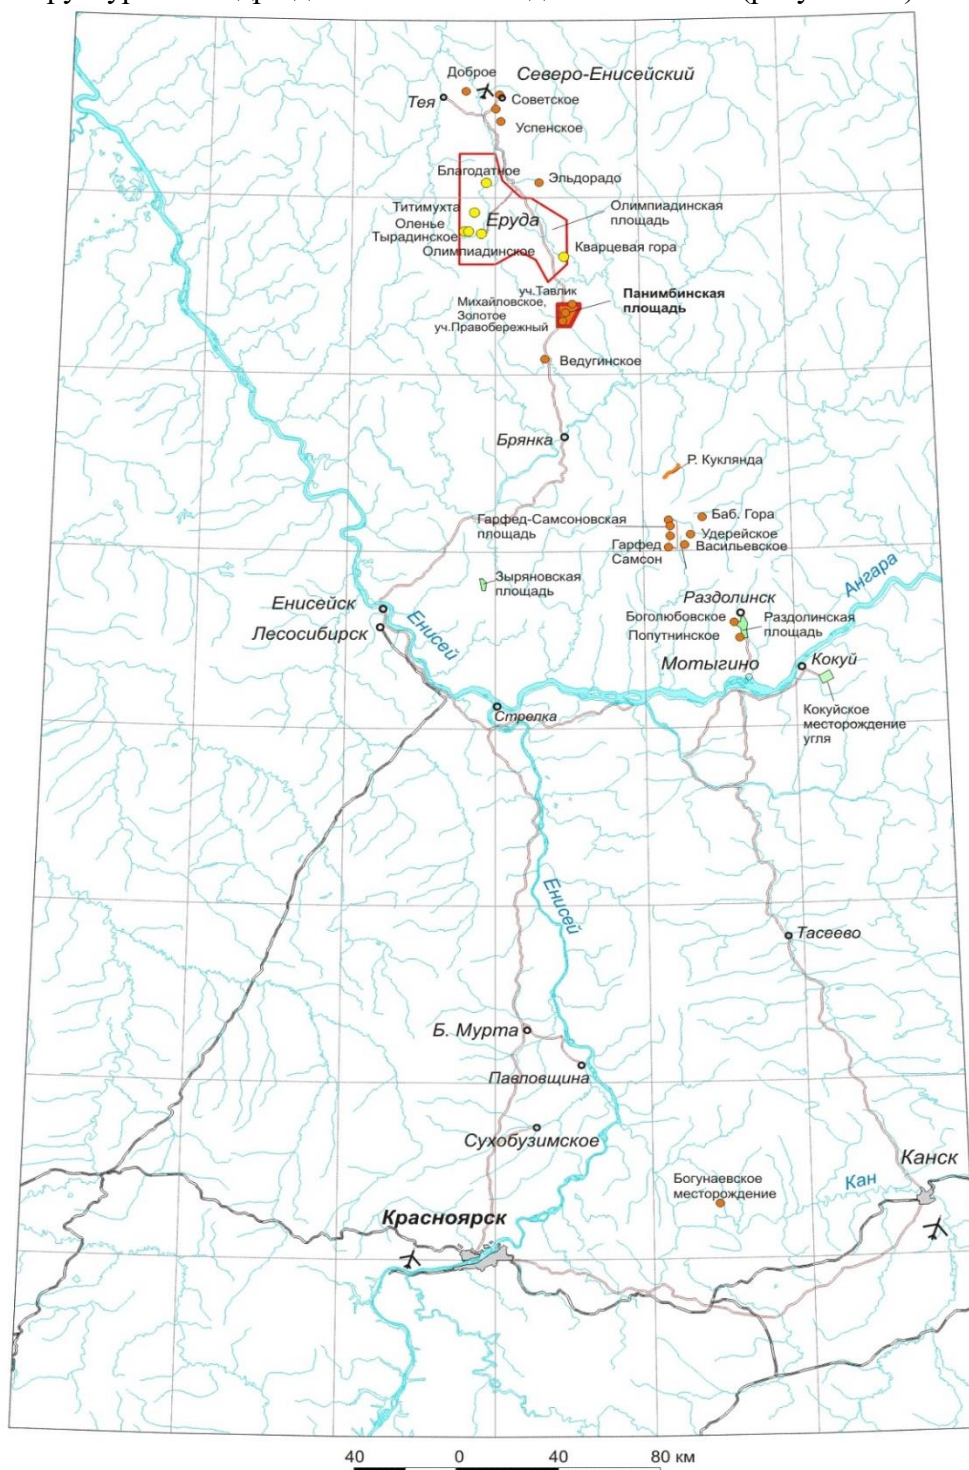 Доброе
Северо-Енисейский
Тея
Советское
Успенское
Благодатное
Эльдорадо
Титимухта
Олимпиадинская
площадь
Оленье
Еруда
Тырадинское
Олимпиадинское
Кварцевая гора
уч.Тавлик
Михайловское,
Золотое
уч.Правобережный
Панимбинская
площадь
Ведугинское
Брянка
Р. Куклянда
Гарфед-Самсоновская
площадь
Баб. Гора
Удерейское
Васильевское
Гарфед
Самсон
Зыряновская
площадь
Ангара
Енисейск
Лесосибирск
Енисей
Раздолинск
Боголюбовское
Попутнинское
Раздолинская
площадь
Мотыгино
Кокуй
Кокуйское
месторождение
угля
Стрелка
Енисей
Тасеево
Б. Мурта
Павловщина
Сухобузимское
Богунаевское
месторождение
Кан
Канск
Красноярск
40 0 40 80 км